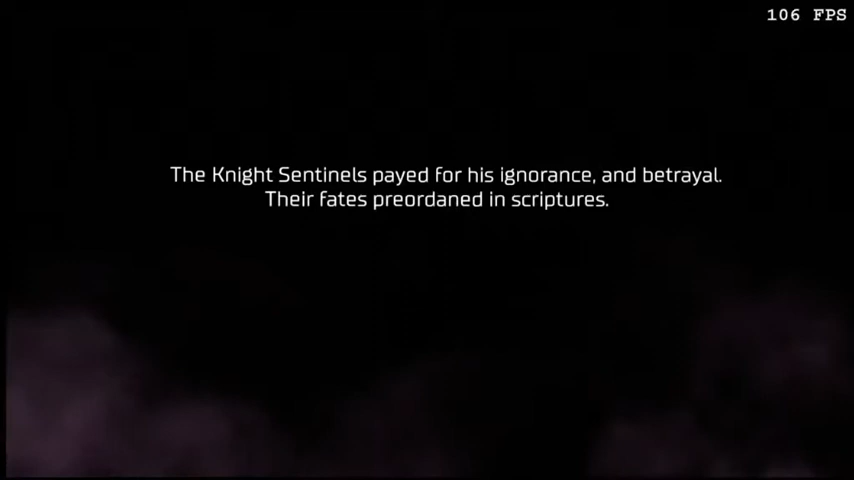 106 FPS
The Knight Sentinels payed for his ignorance, and betrayal.
Their fates preordaned in scriptures.